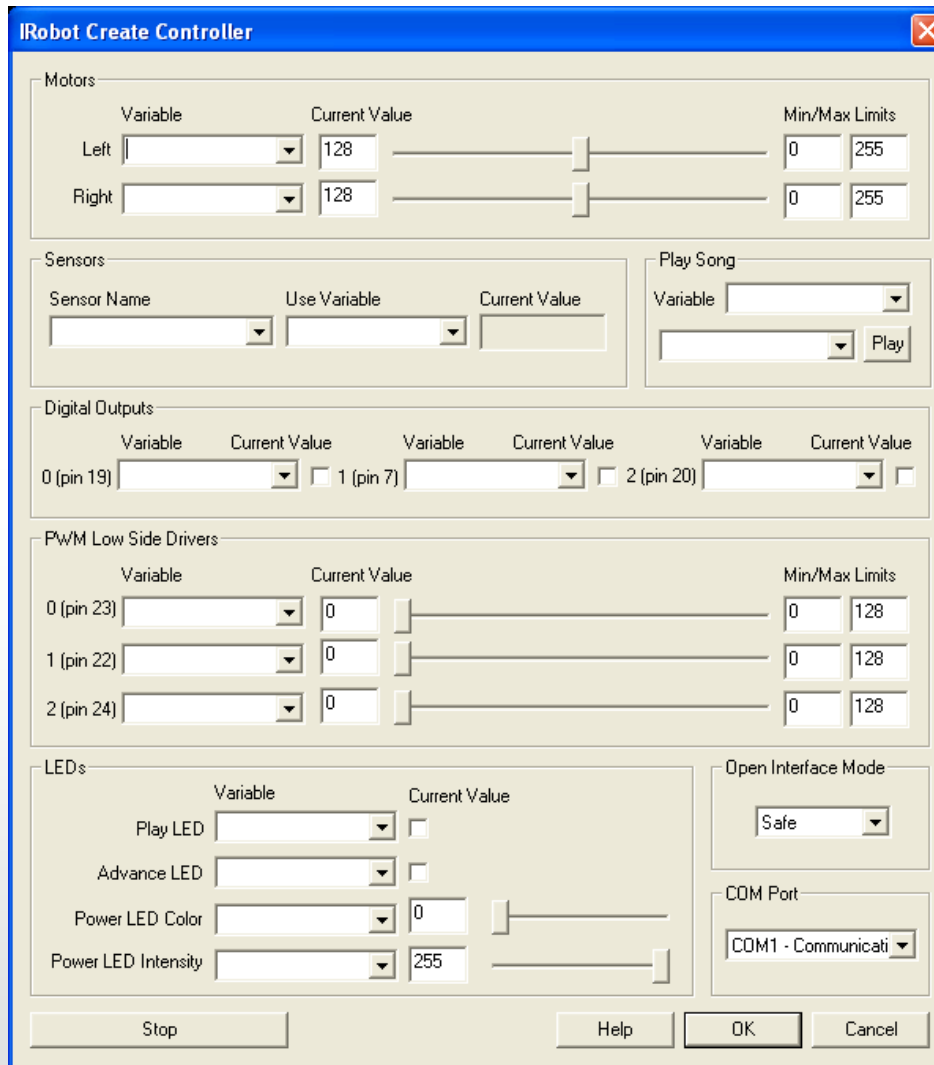 IRobot Create Controller
Motors
Variable Current Value Min/Max Limits
Left 128 0 255
Right 128 0 255
Sensors
Sensor Name Use Variable Current Value
Play Song
Variable
Play
Digital Outputs
Variable Current Value Variable Current Value Variable Current Value
0 (pin 19) 1 (pin 7) 2 (pin 20)
PWM Low Side Drivers
Variable Current Value Min/Max Limits
0 (pin 23) 0 0 128
1 (pin 22) 0 0 128
2 (pin 24) 0 0 128
LEDs
Variable Current Value
Play LED
Advance LED
Power LED Color 0
Power LED Intensity 255
Open Interface Mode
Safe
COM Port
COM1 - Communicati
Stop Help OK Cancel